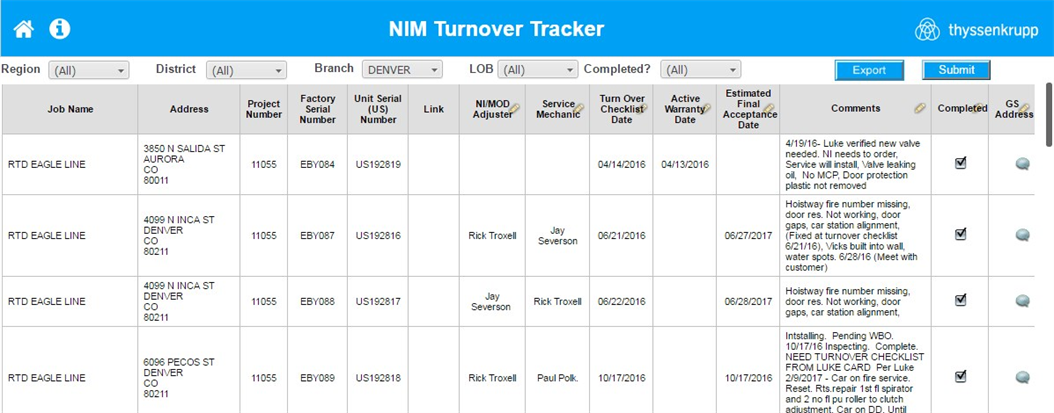 NIM Turnover Tracker
thyssenkrupp
Region (All) District (All) Branch DENVER LOB (All) Completed? (All) Export Submit
Job Name
Address
Project
Number
Factory
Serial
Number
Unit Serial
(US)
Number
Link
NI/MOD
Adjuster
Service
Mechanic
Turn Over
Checklist
Date
Active
Warranty
Date
Estimated
Final
Acceptance
Date
Comments
Completed
GS
Address
RTD EAGLE LINE
3850 N SALIDA ST
AURORA
CO
80011
11055
EBY084
US192819
04/14/2016
04/13/2016
4/19/16- Luke verified new valve
needed. NI needs to order,
Service will install, Valve leaking
oil, No MCP, Door protection
plastic not removed
RTD EAGLE LINE
4099 N INCA ST
DENVER
CO
80211
11055
EBY087
US192816
Rick Troxell
Jay
Severson
06/21/2016
06/27/2017
Hoistway fire number missing,
door res. Not working, door
gaps, car station alignment,
(Fixed at turnover checklist
6/21/16), Vicks built into wall,
water spots. 6/28/16 (Meet with
customer)
RTD EAGLE LINE
4099 N INCA ST
DENVER
CO
80211
11055
EBY088
US192817
Jay
Severson
Rick Troxell
06/22/2016
06/28/2017
Hoistway fire number missing,
door res. Not working, door
gaps, car station alignment,
RTD EAGLE LINE
6096 PECOS ST
DENVER
CO
80211
11055
EBY089
US192818
Rick Troxell
Paul Polk.
10/17/2016
10/17/2016
Intstalling. Pending WBO.
10/17/16 Inspecting. Complete.
NEED TURNOVER CHECKLIST
FROM LUKE CARD Per Luke
2/9/2017 - Car on fire service.
Reset. Rts.repair 1st fl spirator
and 2 no fl pu roller to clutch
adjustment. Car on DD. Until